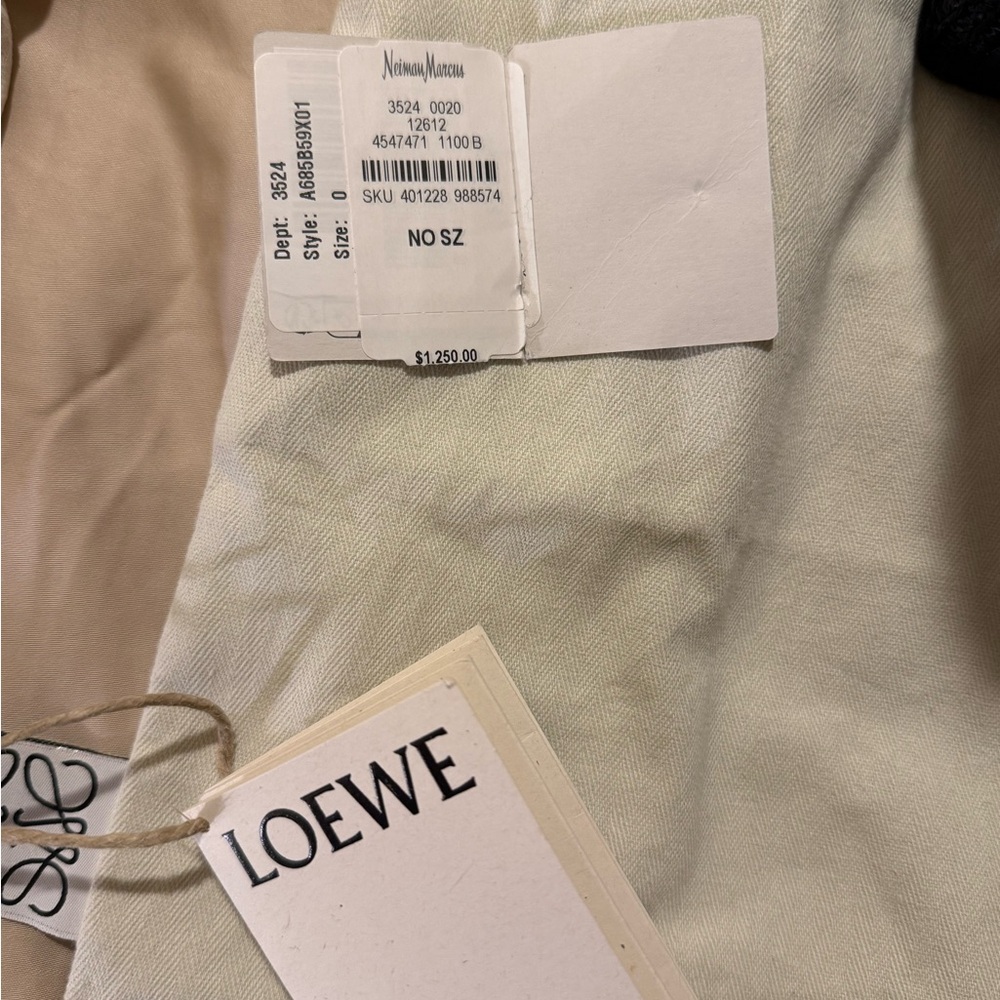 Dept: 3524
Style: A685B59X01
Size: 0
Neiman Marcus
3524 0020
12612
4547471 1100 B
SKU 401228 988574
NO SZ
$1,250.00
LOEWE